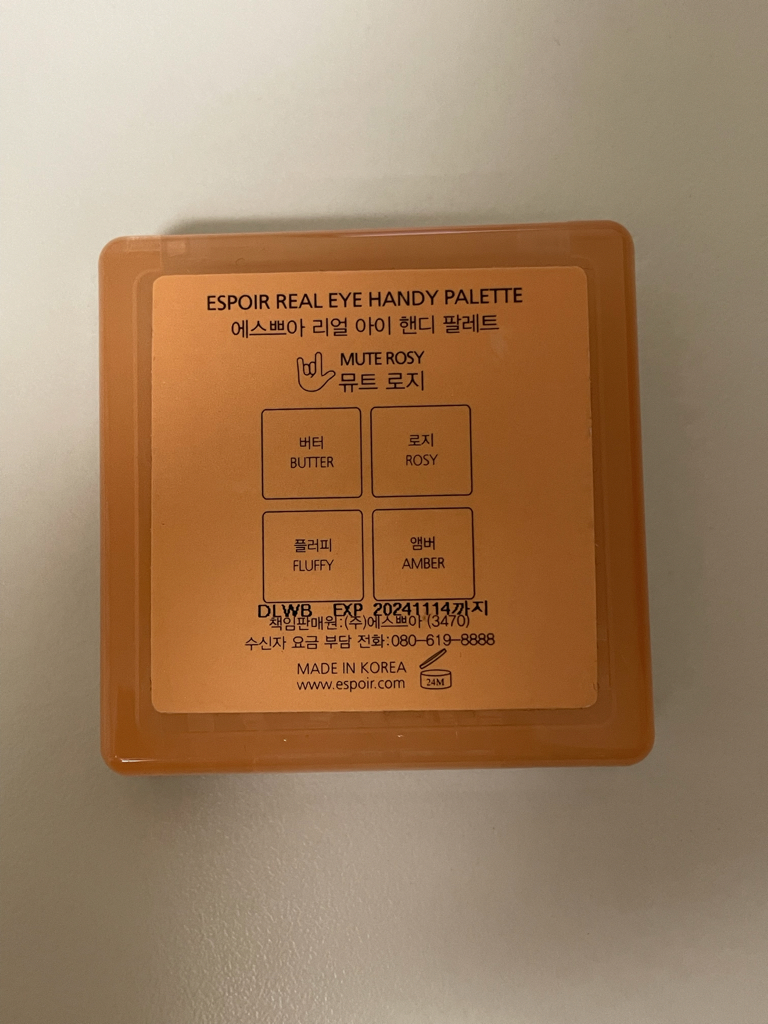 ESPOIR REAL EYE HANDY PALETTE
에스쁘아 리얼 아이 핸디 팔레트
MUTE ROSY
뮤트 로지
버터
BUTTER
로지
ROSY
플러피
FLUFFY
앰버
AMBER
DLWB EXP 20241114까지
책임판매원:(주)에스쁘아 (3470)
수신자 요금 부담 전화:080-619-8888
MADE IN KOREA
www.espoir.com
24M